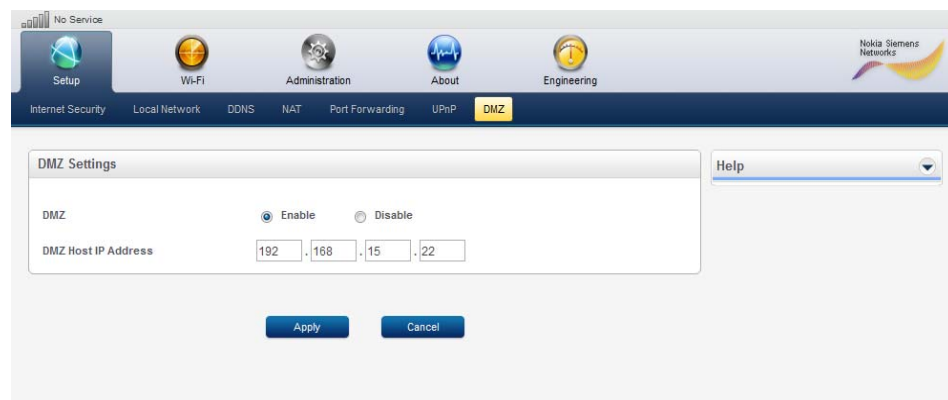 No Service
Setup Wi-Fi Administration About Engineering
Nokia Siemens
Networks
Internet Security Local Network DDNS NAT Port Forwarding UPnP DMZ
DMZ Settings
Help
DMZ Enable Disable
DMZ Host IP Address 192 . 168 . 15 . 22
Apply Cancel